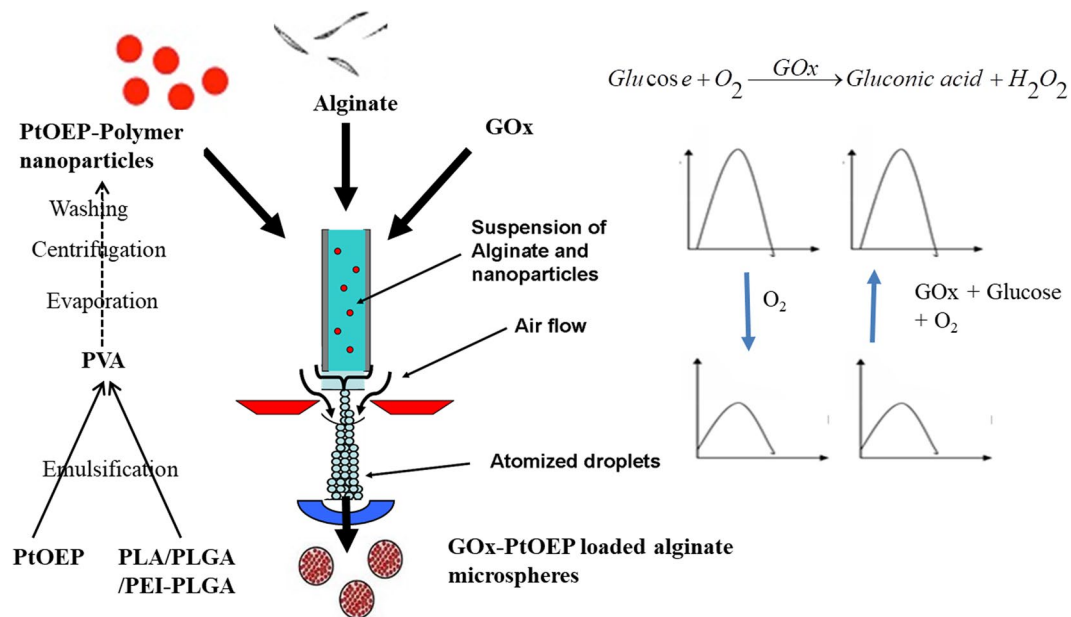 Alginate
PtOEP-Polymer
nanoparticles
GOx
Washing
Centrifugation
Evaporation
PVA
Emulsification
PtOEP
PLA/PLGA
/PEI-PLGA
Suspension of
Alginate and
nanoparticles
Air flow
Atomized droplets
GOx-PtOEP loaded alginate
microspheres
Glucose + O2 GOx Gluconic acid + H2O2
O2
GOx + Glucose
+ O2